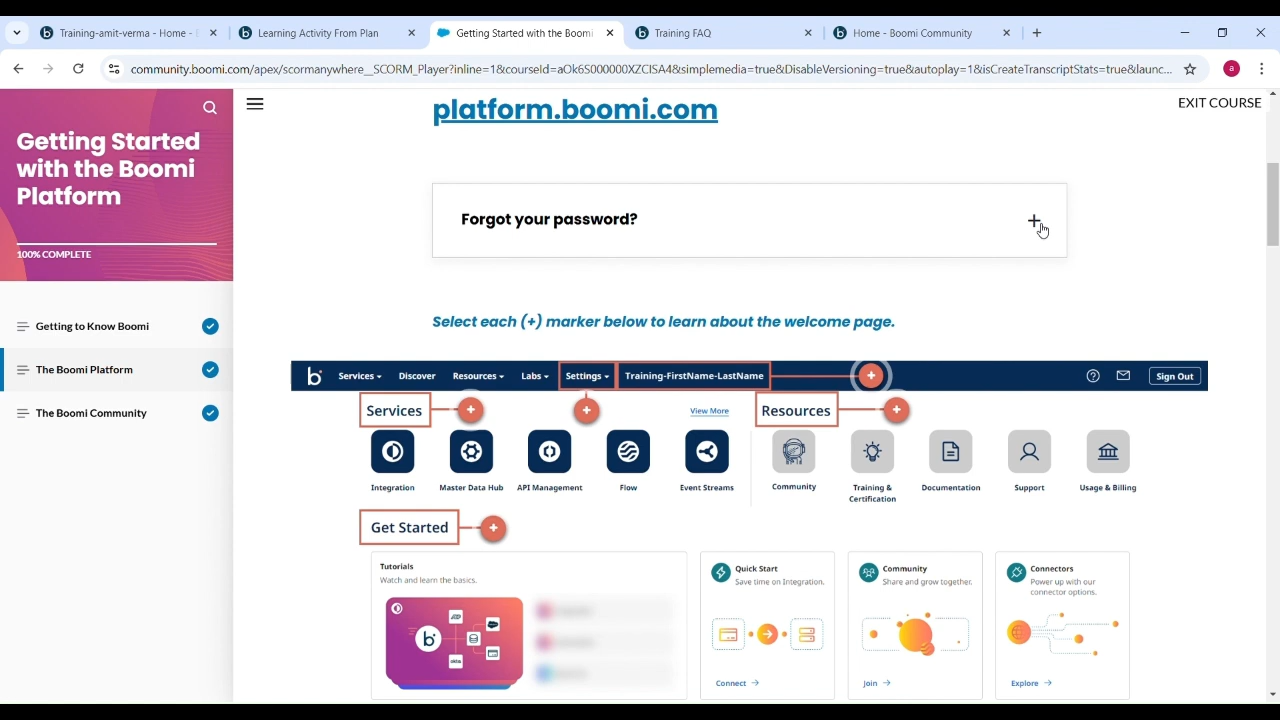 Training-amit-verma - Home -
Learning Activity From Plan
Getting Started with the Boomi
Training FAQ
Home - Boomi Community
community.boomi.com/apex/scormanywhere__SCORM_Player?inline=1&courseId=aOk6S000000XZCISA4&simplemedia=true&DisableVersioning=true&autoplay=1&isCreateTranscriptStats=true&launc...
a
Getting Started
with the Boomi
Platform
100% COMPLETE
Getting to Know Boomi
The Boomi Platform
The Boomi Community
EXIT COURSE
platform.boomi.com
Forgot your password?
Select each (+) marker below to learn about the welcome page.
b Services Discover Resources Labs Settings Training-FirstName-LastName Sign Out
Services View More Resources
Integration Master Data Hub API Management Flow Event Streams Community Training & Documentation Support Usage & Billing
Certification
Get Started
Tutorials
Watch and learn the basics.
Quick Start
Save time on Integration.
Connect
Community
Share and grow together.
Join
Connectors
Power up with our
connector options.
Explore